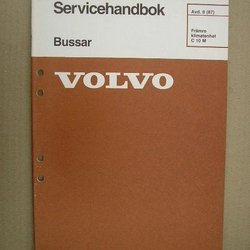 Servicehandbok
Avd. 8 (87)
Främre
klimatenhet
C 10 M
Bussar
VOLVO